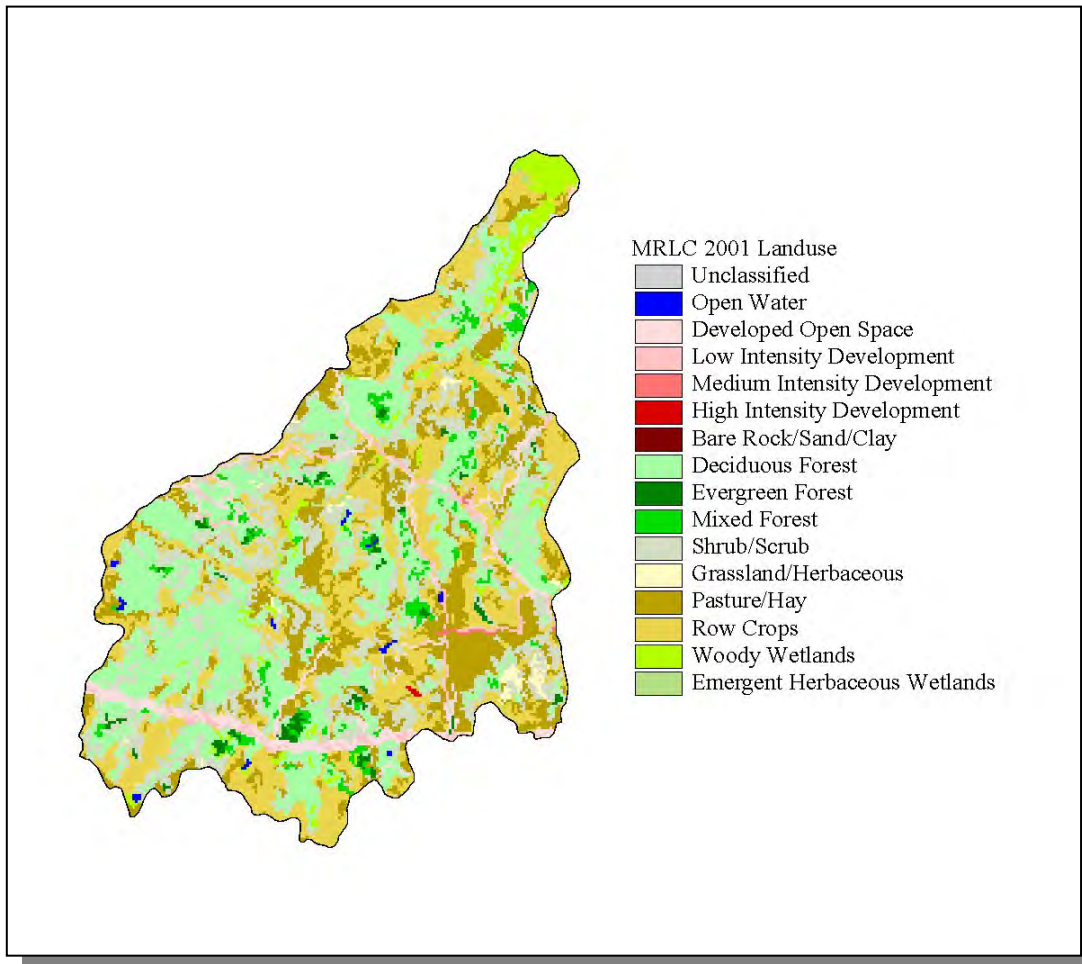 MRLC 2001 Landuse
Unclassified
Open Water
Developed Open Space
Low Intensity Development
Medium Intensity Development
High Intensity Development
Bare Rock/Sand/Clay
Deciduous Forest
Evergreen Forest
Mixed Forest
Shrub/Scrub
Grassland/Herbaceous
Pasture/Hay
Row Crops
Woody Wetlands
Emergent Herbaceous Wetlands